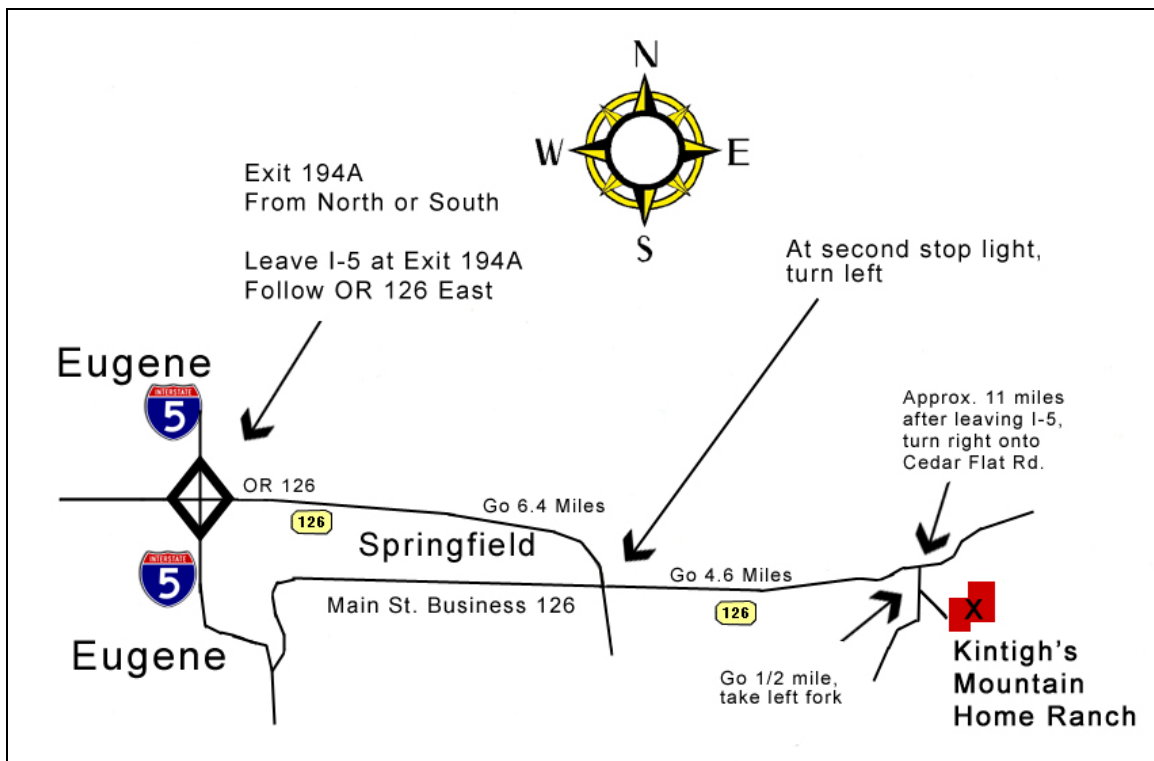 N
W
E
S
Exit 194A
From North or South
Leave I-5 at Exit 194A
Follow OR 126 East
At second stop light,
turn left
Eugene
INTERSTATE
5
Approx. 11 miles
after leaving I-5,
turn right onto
Cedar Flat Rd.
OR 126
Go 6.4 Miles
126
Springfield
INTERSTATE
5
Go 4.6 Miles
Main St. Business 126
126
X
Eugene
Go 1/2 mile,
take left fork
Kintigh's
Mountain
Home Ranch